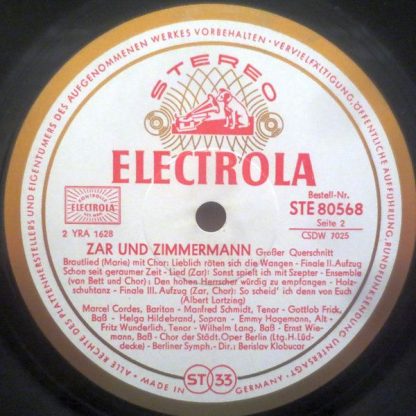 ALLE RECHTE DES PLATTENHERSTELLERS UND EIGENTÜMERS DES AUFGENOMMENEN WERKES VORBEHALTEN • VERVIELFÄLTIGUNG, ÖFFENTLICHE AUFFÜHRUNG, RUNDFUNKSENDUNG UNTERSAGT •
STEREO
ELECTROLA
ELECTROLA
2 YRA 1628
Bestell-Nr.
STE 80568
Seite 2
CSDW 7025
ZAR UND ZIMMERMANN Großer Querschnitt
Brautlied (Marie) mit Chor: Lieblich röten sich die Wangen - Finale II. Aufzug
Schon seit geraumer Zeit - Lied (Zar): Sonst spielt ich mit Szepter - Ensemble
(van Bett und Chor): Den hohen Herrscher würdig zu empfangen - Holz-
schuhtanz - Finale III. Aufzug (Zar, Chor): So scheid' ich denn von Euch
(Albert Lortzing)
Marcel Cordes, Bariton - Manfred Schmidt, Tenor - Gottlob Frick,
Baß - Helga Hildebrand, Sopran - Emmy Hagemann, Alt -
Fritz Wunderlich, Tenor - Wilhelm Lang, Baß - Ernst Wie-
mann, Baß - Chor der Städt. Oper Berlin (Ltg. H. Lüd-
decke) - Berliner Symph. - Dir.: Berislav Klobucar
MADE IN ST 33 GERMANY